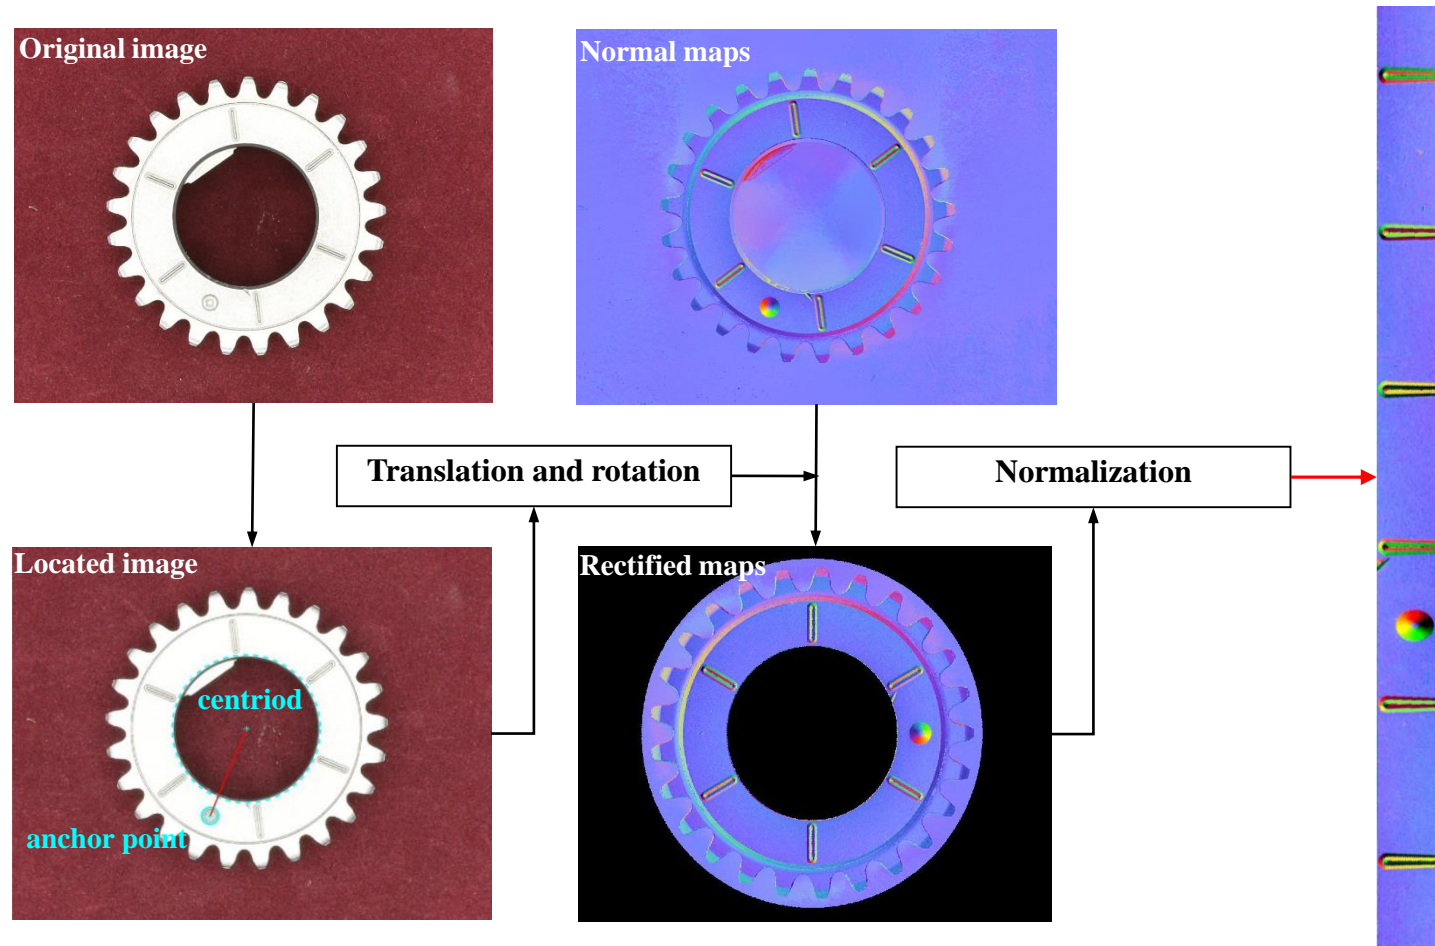 Original image
Normal maps
Translation and rotation
Normalization
Located image
Rectified maps
centriod
anchor point